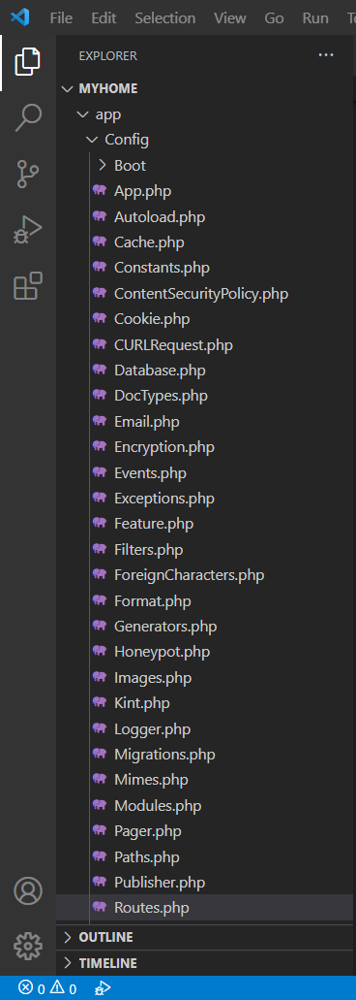 File Edit Selection View Go Run
EXPLORER
MYHOME
app
Config
Boot
App.php
Autoload.php
Cache.php
Constants.php
ContentSecurityPolicy.php
Cookie.php
CURLRequest.php
Database.php
DocTypes.php
Email.php
Encryption.php
Events.php
Exceptions.php
Feature.php
Filters.php
ForeignCharacters.php
Format.php
Generators.php
Honeypot.php
Images.php
Kint.php
Logger.php
Migrations.php
Mimes.php
Modules.php
Pager.php
Paths.php
Publisher.php
Routes.php
OUTLINE
TIMELINE
0 0